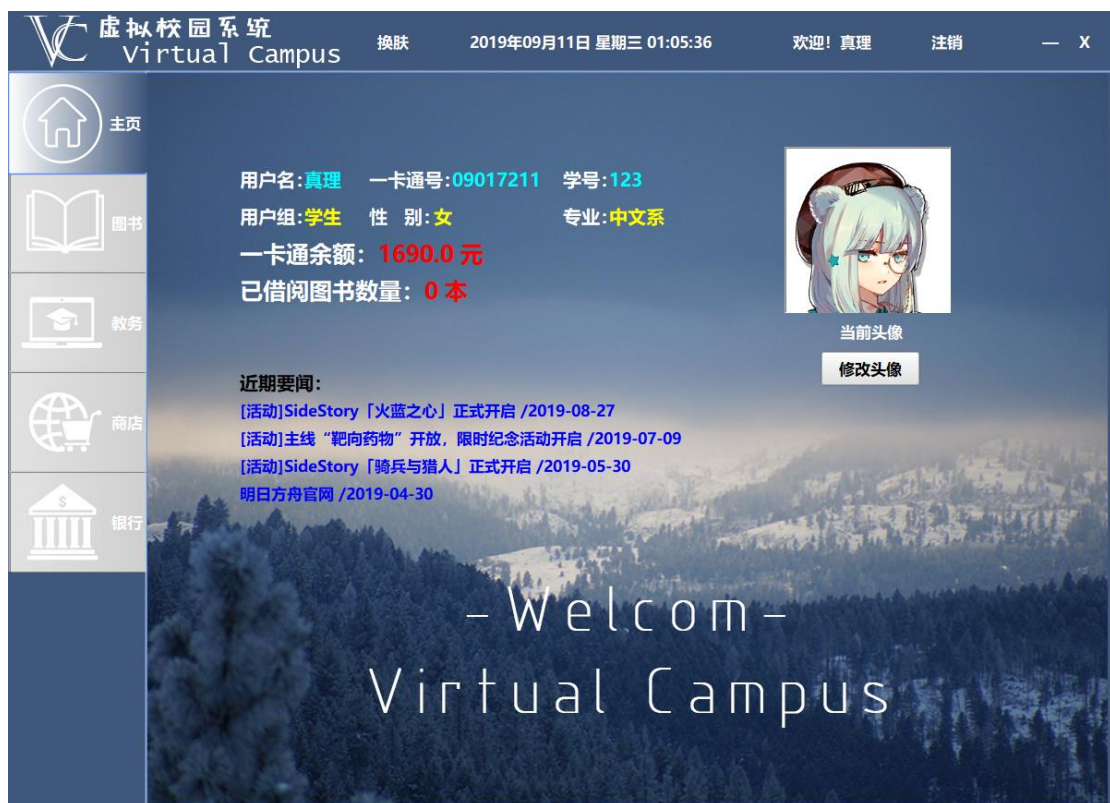 VC 虚拟校园系统
Virtual Campus
换肤 2019年09月11日 星期三 01:05:36 欢迎！真理 注销 — X
主页
图书
教务
商店
$
银行
用户名:真理 一卡通号:09017211 学号:123
用户组:学生 性 别:女 专业:中文系
一卡通余额：1690.0 元
已借阅图书数量：0 本
当前头像
修改头像
近期要闻：
[活动]SideStory「火蓝之心」正式开启 /2019-08-27
[活动]主线“靶向药物”开放，限时纪念活动开启 /2019-07-09
[活动]SideStory「骑兵与猎人」正式开启 /2019-05-30
明日方舟官网 /2019-04-30
-Welcom-
Virtual Campus